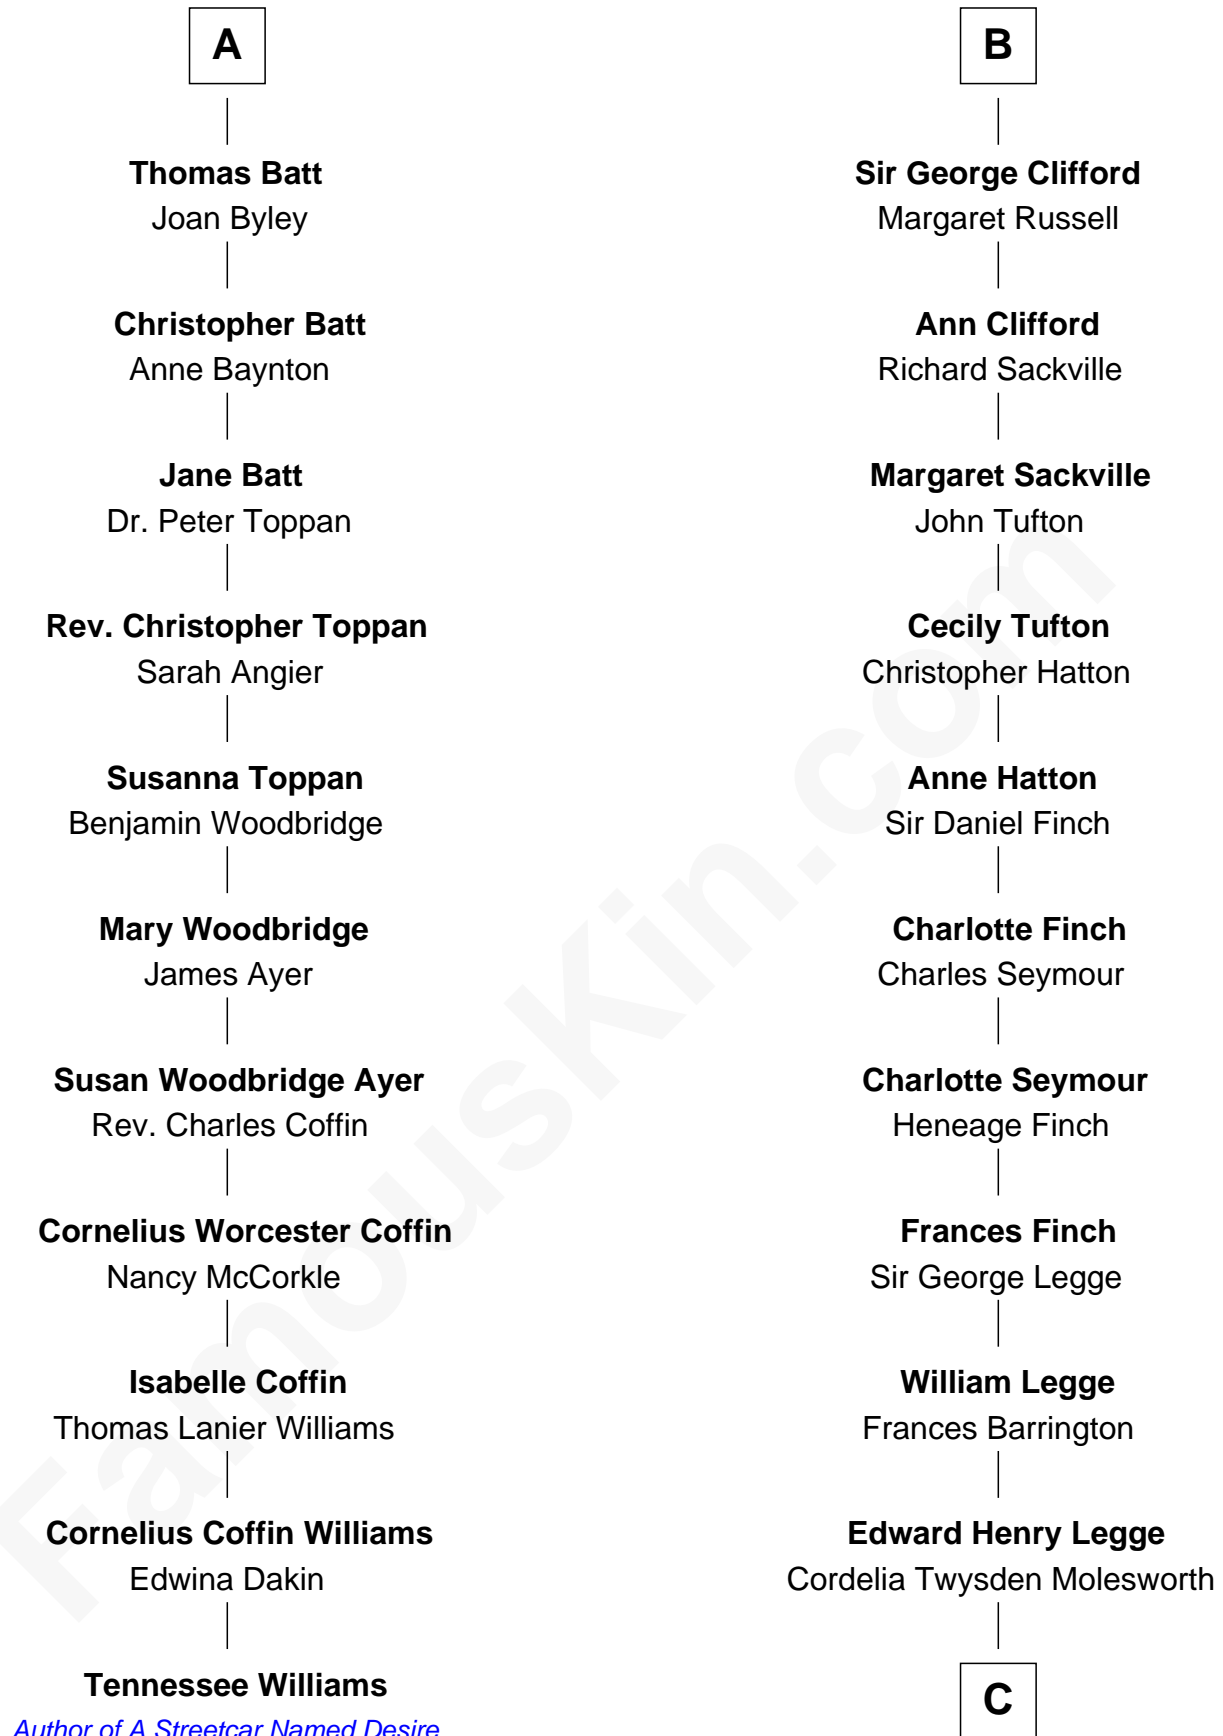 A
Thomas Batt
Joan Byley
Christopher Batt
Anne Baynton
Jane Batt
Dr. Peter Toppan
Rev. Christopher Toppan
Sarah Angier
Susanna Toppan
Benjamin Woodbridge
Mary Woodbridge
James Ayer
Susan Woodbridge Ayer
Rev. Charles Coffin
Cornelius Worcester Coffin
Nancy McCorkle
Isabelle Coffin
Thomas Lanier Williams
Cornelius Coffin Williams
Edwina Dakin
Tennessee Williams
Author of A Streetcar Named Desire
B
Sir George Clifford
Margaret Russell
Ann Clifford
Richard Sackville
Margaret Sackville
John Tufton
Cecily Tufton
Christopher Hatton
Anne Hatton
Sir Daniel Finch
Charlotte Finch
Charles Seymour
Charlotte Seymour
Heneage Finch
Frances Finch
Sir George Legge
William Legge
Frances Barrington
Edward Henry Legge
Cordelia Twysden Molesworth
C
FamousKin.com